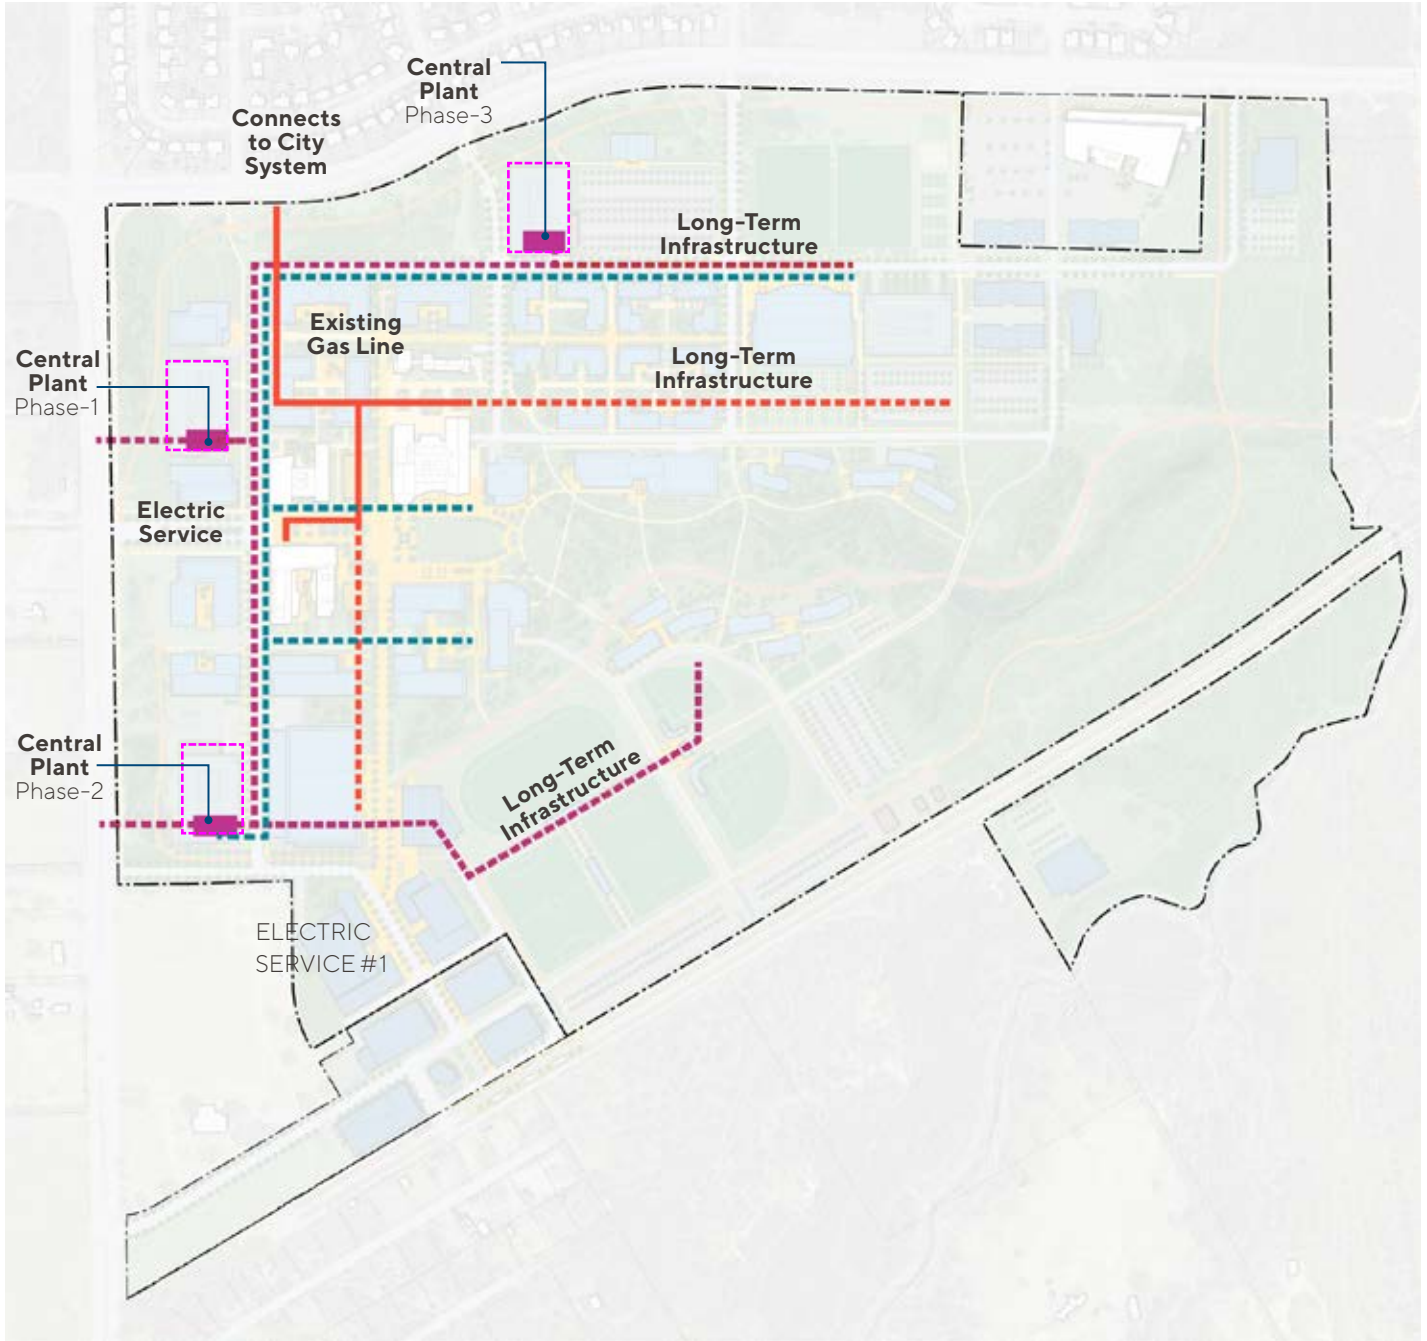 Central
Plant
Phase-3
Connects
to City
System
Long-Term
Infrastructure
Existing
Gas Line
Long-Term
Infrastructure
Central
Plant
Phase-1
Electric
Service
Central
Plant
Phase-2
Long-Term
Infrastructure
ELECTRIC
SERVICE #1